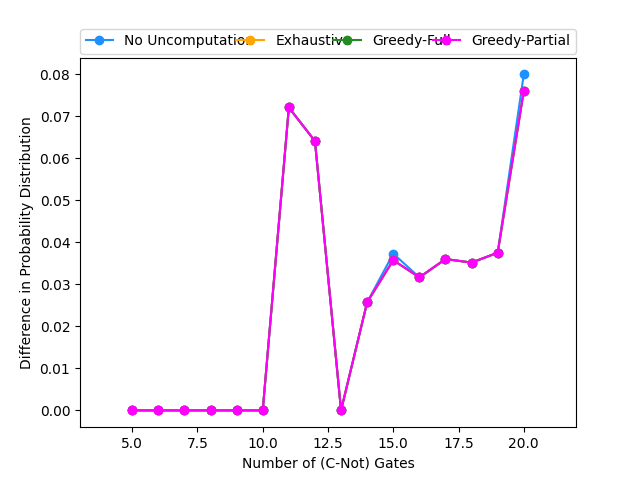 No Uncomputation Exhaustive Greedy-Full Greedy-Partial
0.08
0.07
0.06
0.05
0.04
0.03
0.02
0.01
0.00
Difference in Probability Distribution
5.0 7.5 10.0 12.5 15.0 17.5 20.0
Number of (C-Not) Gates